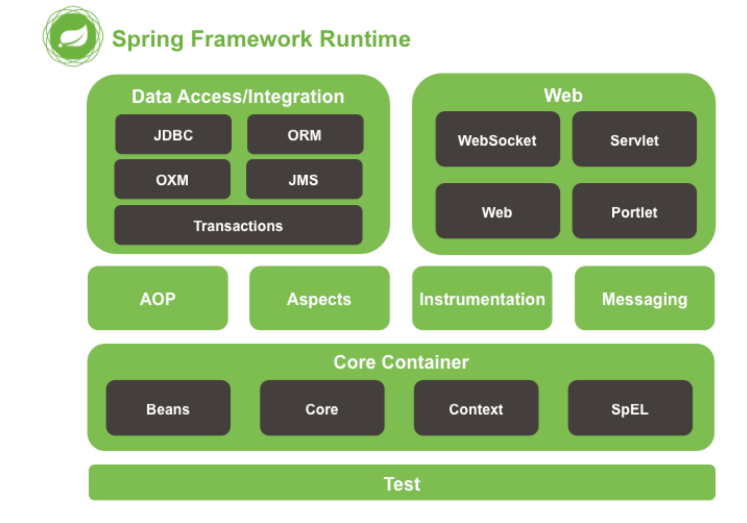 Spring Framework Runtime
Data Access/Integration
JDBC
ORM
OXM
JMS
Transactions
Web
WebSocket
Servlet
Web
Portlet
AOP
Aspects
Instrumentation
Messaging
Core Container
Beans
Core
Context
SpEL
Test